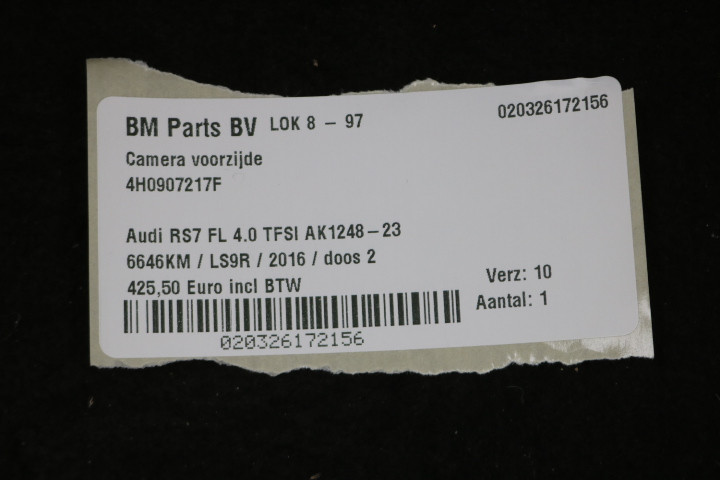 BM Parts BV LOK 8 - 97 020326172156
Camera voorzijde
4H0907217F
Audi RS7 FL 4.0 TFSI AK1248-23
6646KM / LS9R / 2016 / doos 2
Verz: 10
425,50 Euro incl BTW
Aantal: 1
020326172156